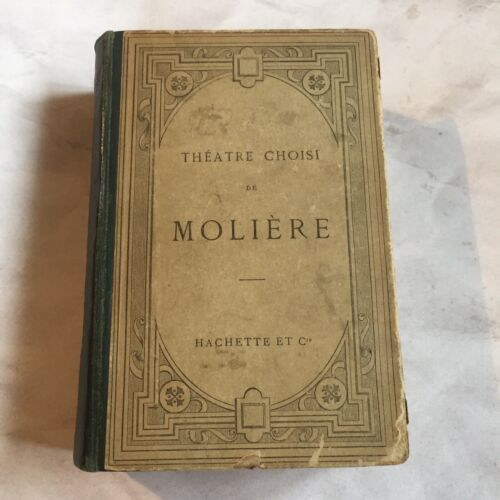 THÉATRE CHOISI
DE
MOLIÈRE
HACHETTE ET Cie